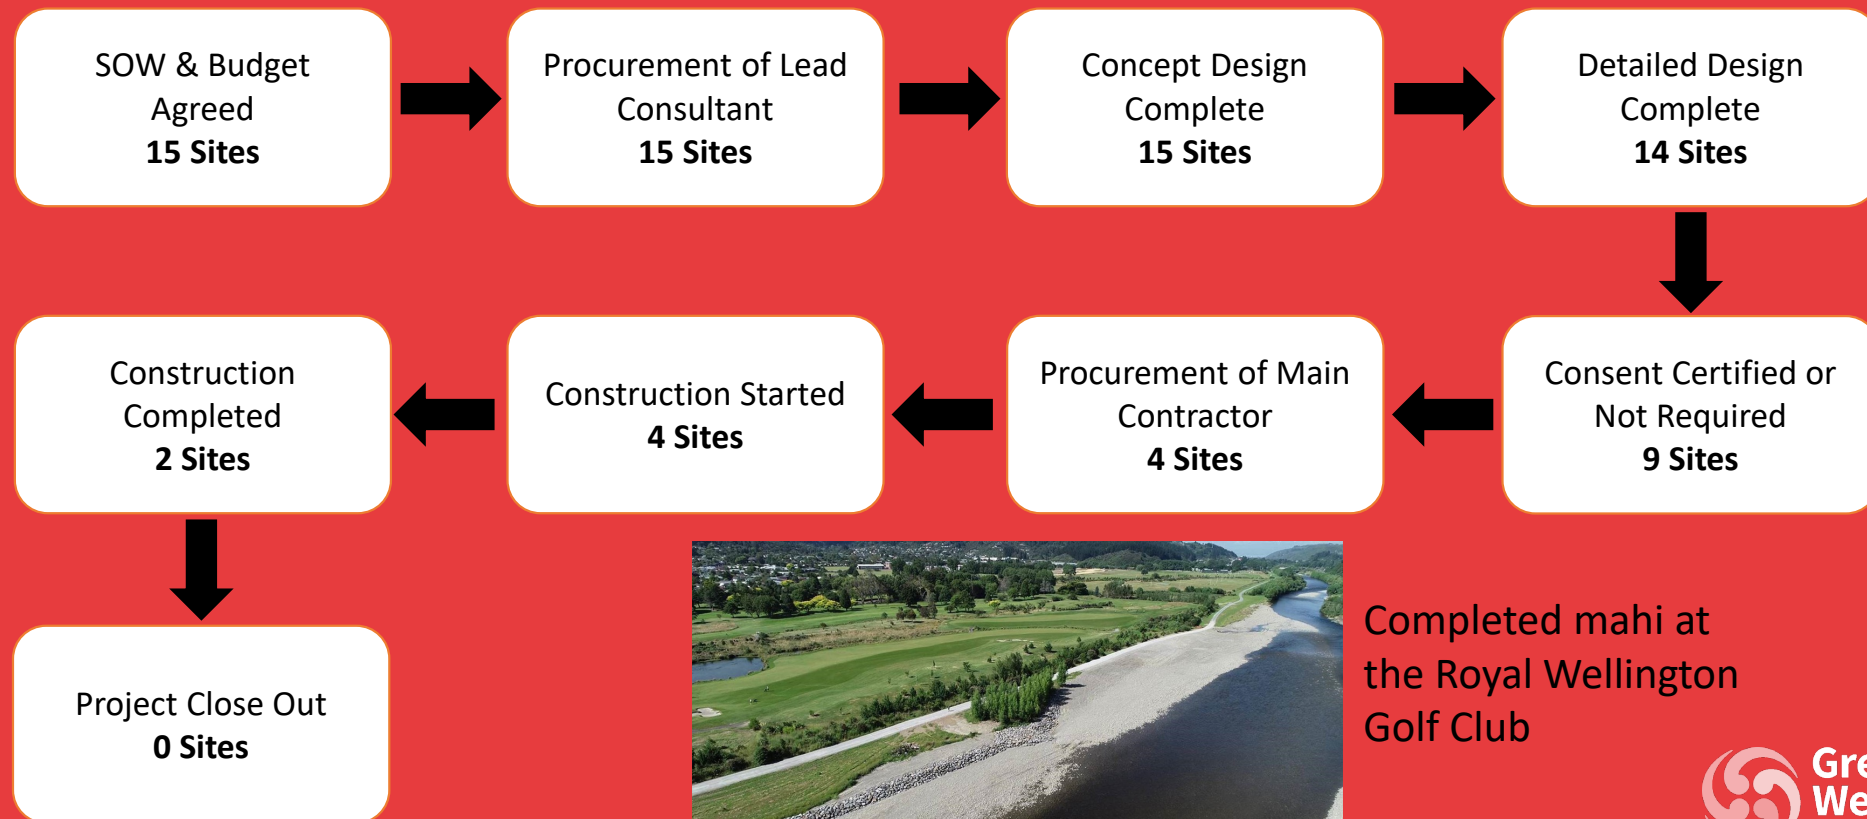 SOW & Budget
Agreed
15 Sites
Procurement of Lead
Consultant
15 Sites
Concept Design
Complete
15 Sites
Detailed Design
Complete
14 Sites
Consent Certified or
Not Required
9 Sites
Procurement of Main
Contractor
4 Sites
Construction Started
4 Sites
Construction
Completed
2 Sites
Project Close Out
0 Sites
Completed mahi at
the Royal Wellington
Golf Club